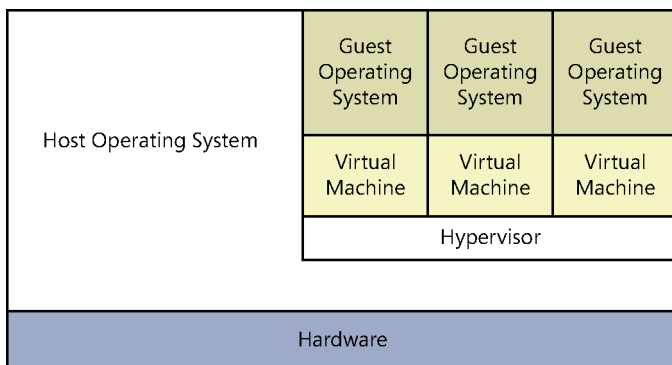 Guest
Operating
System
Guest
Operating
System
Guest
Operating
System
Host Operating System
Virtual
Machine
Virtual
Machine
Virtual
Machine
Hypervisor
Hardware